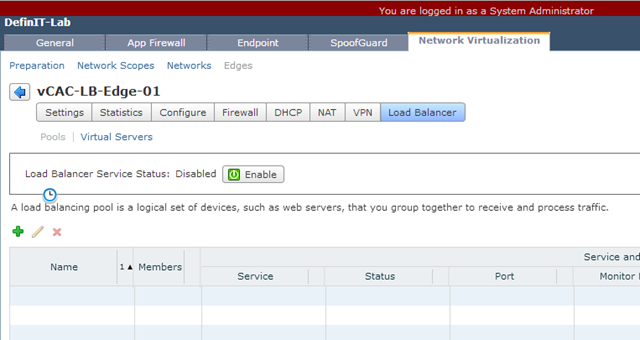 You are logged in as a System Administrator
DefinIT-Lab
General App Firewall Endpoint SpoofGuard Network Virtualization
Preparation Network Scopes Networks Edges
vCAC-LB-Edge-01
Settings Statistics Configure Firewall DHCP NAT VPN Load Balancer
Pools Virtual Servers
Load Balancer Service Status: Disabled Enable
A load balancing pool is a logical set of devices, such as web servers, that you group together to receive and process traffic.
Name 1 ▲ Members Service and
Service Status Port Monitor